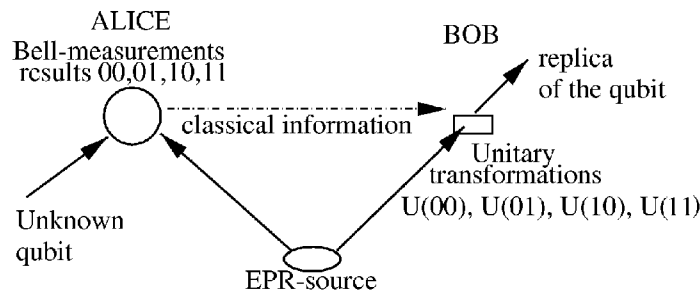 ALICE
Bell-measurements
results 00,01,10,11
BOB
replica
of the qubit
classical information
Unitary
transformations
U(00), U(01), U(10), U(11)
Unknown
qubit
EPR-source